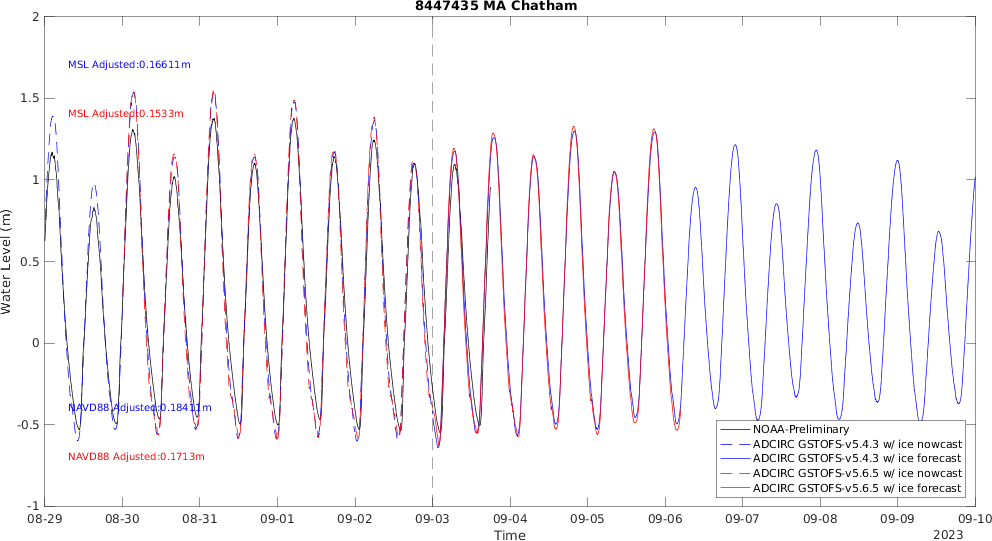 8447435 MA Chatham
2
1.5
1
0.5
0
-0.5
-1
Water Level (m)
MSL Adjusted:0.16611m
MSL Adjusted:0.1533m
NAVD88 Adjusted:0.18411m
NAVD88 Adjusted:0.1713m
NOAA-Preliminary
ADCIRC GSTOFS-v5.4.3 w/ ice nowcast
ADCIRC GSTOFS-v5.4.3 w/ ice forecast
ADCIRC GSTOFS-v5.6.5 w/ ice nowcast
ADCIRC GSTOFS-v5.6.5 w/ ice forecast
08-29 08-30 08-31 09-01 09-02 09-03 09-04 09-05 09-06 09-07 09-08 09-09 09-10
Time
2023